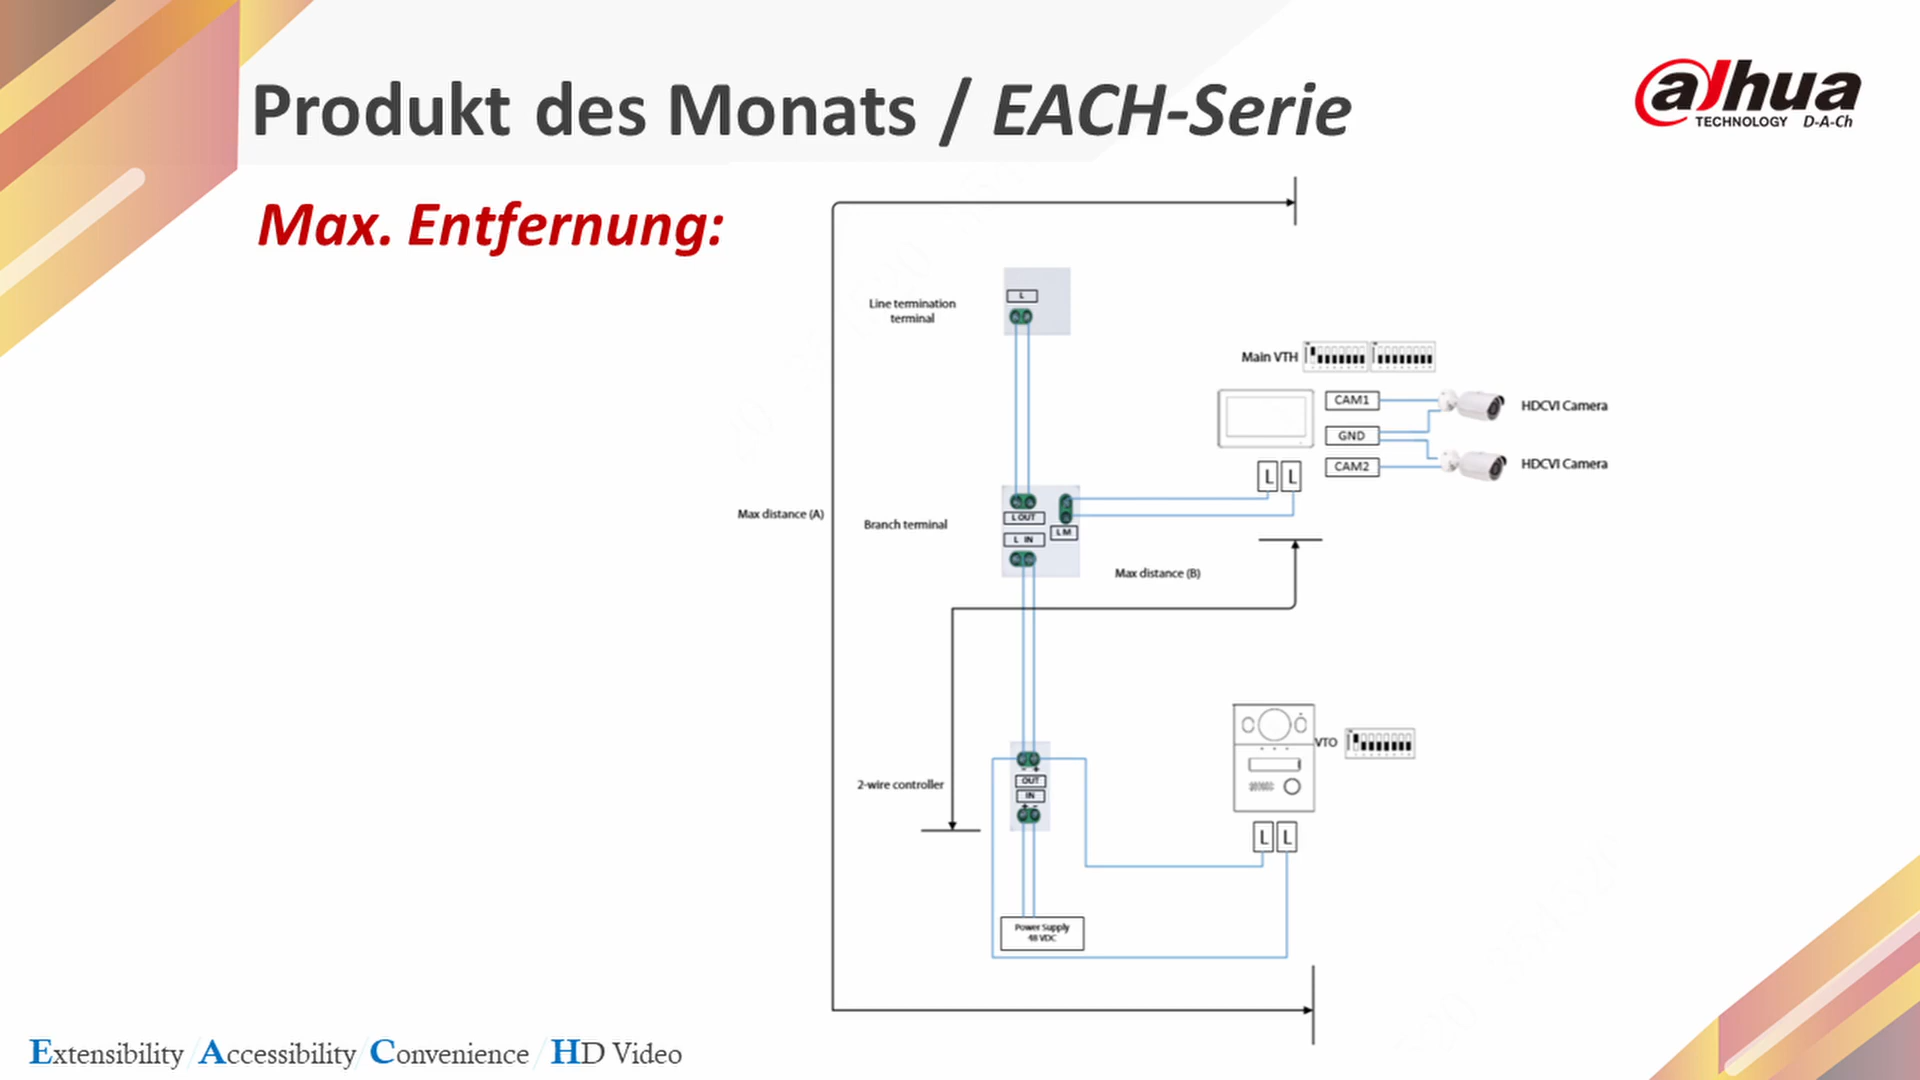 Produkt des Monats / EACH-Serie
alhua
TECHNOLOGY D-A-Ch
Max. Entfernung:
Line termination
terminal
L
Main VTH
CAM1
HDCVI Camera
GND
CAM2
HDCVI Camera
L L
Max distance (A)
Branch terminal
L OUT
L IN
L M
Max distance (B)
VTO
2-wire controller
- +
OUT
IN
+ -
L L
Power Supply
48 VDC
Extensibility / Accessibility / Convenience / HD Video